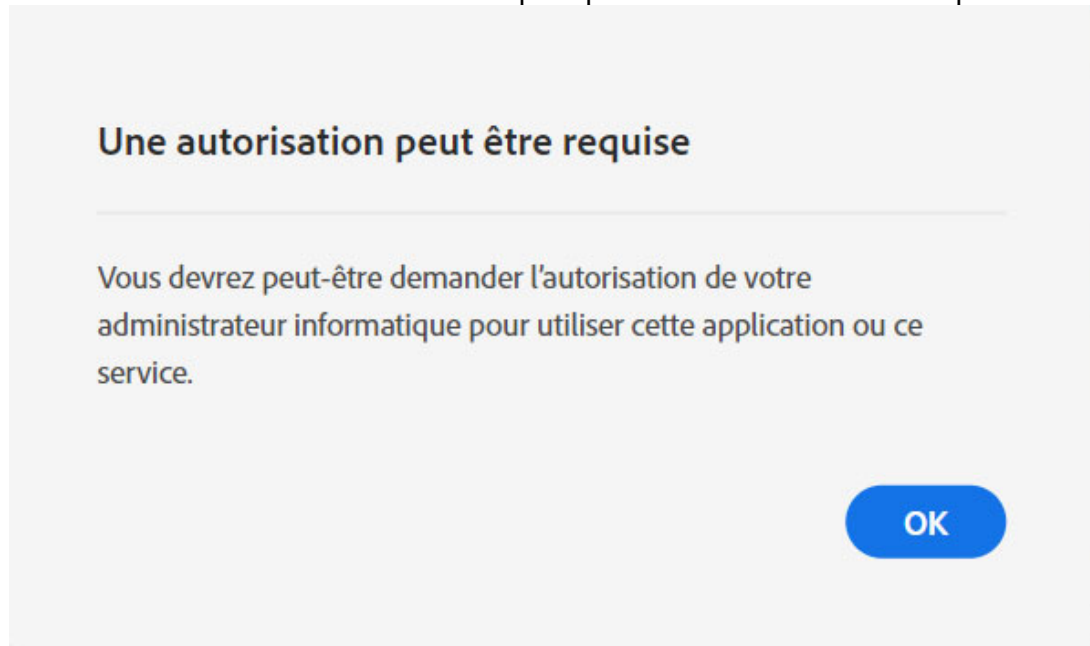 Une autorisation peut être requise
Vous devrez peut-être demander l'autorisation de votre
administrateur informatique pour utiliser cette application ou ce
service.
OK